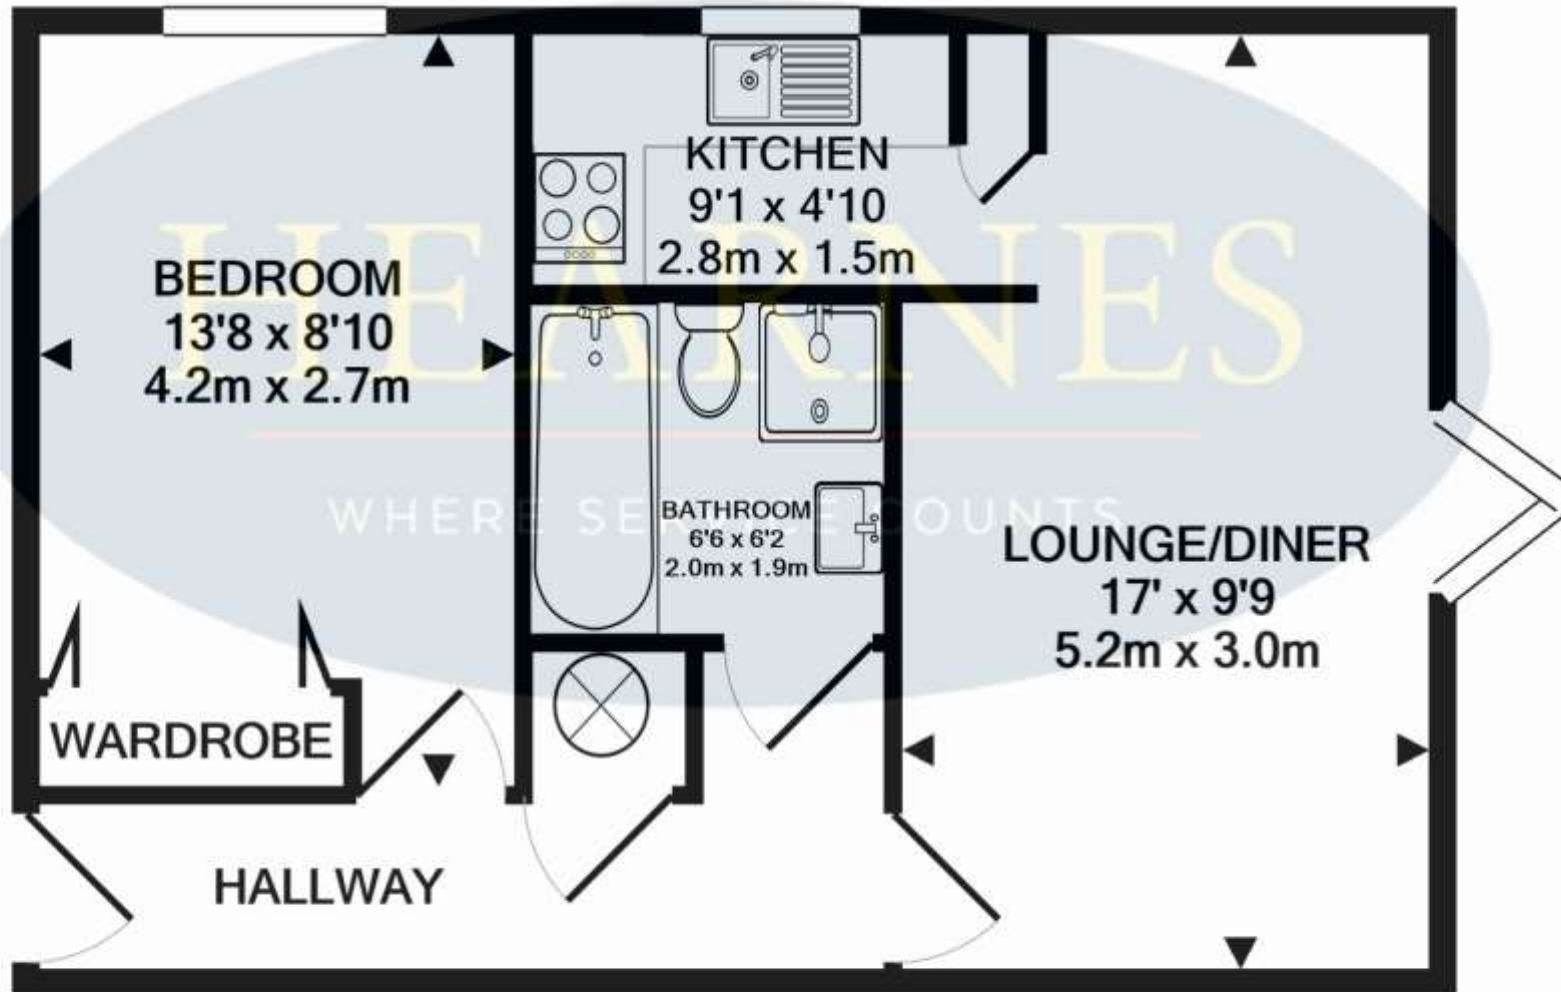 KITCHEN
9'1 x 4'10
2.8m x 1.5m
HEARNES
BEDROOM
13'8 x 8'10
4.2m x 2.7m
WHERE SERVICE COUNTS
BATHROOM
6'6 x 6'2
2.0m x 1.9m
LOUNGE/DINER
17' x 9'9
5.2m x 3.0m
WARDROBE
HALLWAY